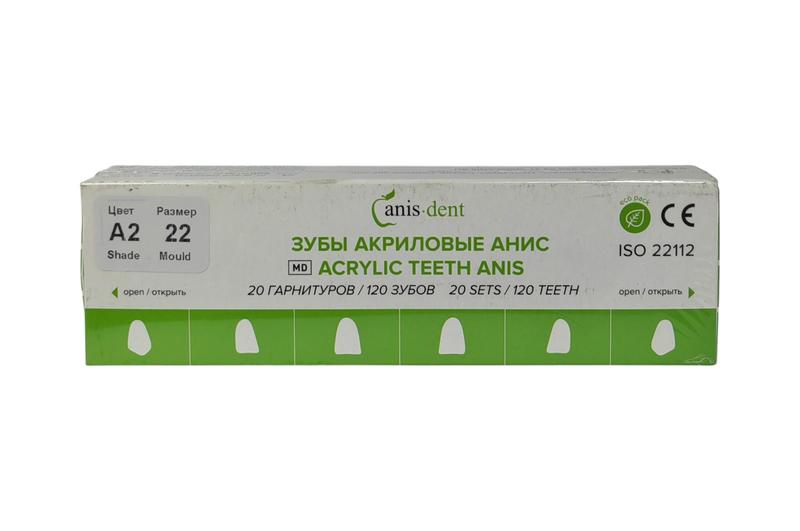 Цвет Размер
A2 22
Shade Mould
anis·dent
eco pack
CE
ISO 22112
ЗУБЫ АКРИЛОВЫЕ АНИС
MD ACRYLIC TEETH ANIS
20 ГАРНИТУРОВ / 120 ЗУБОВ 20 SETS / 120 TEETH
open / открыть
open / открыть